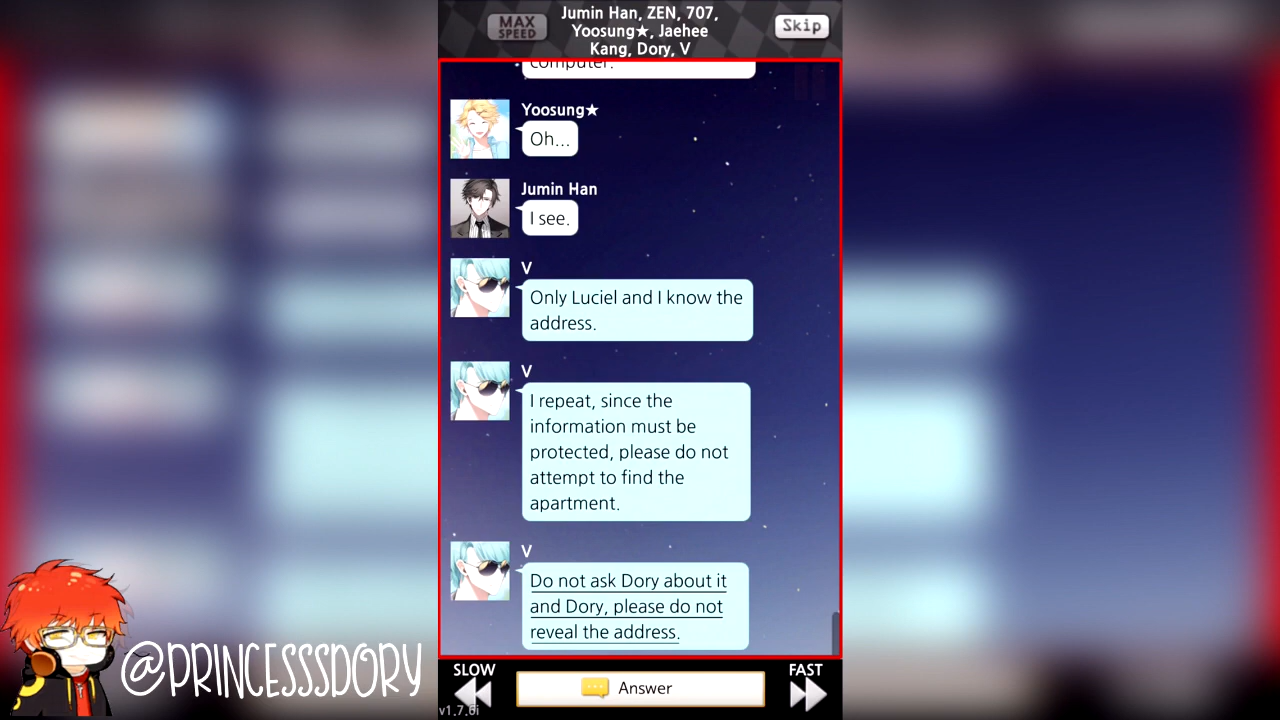 MAX
SPEED
Jumin Han, ZEN, 707,
Yoosung★, Jaehee
Kang, Dory, V
Skip
computer.
Yoosung★
Oh...
Jumin Han
I see.
V
Only Luciel and I know the
address.
V
I repeat, since the
information must be
protected, please do not
attempt to find the
apartment.
V
Do not ask Dory about it
and Dory, please do not
reveal the address.
SLOW
Answer
FAST
@PRINCESSSDORY